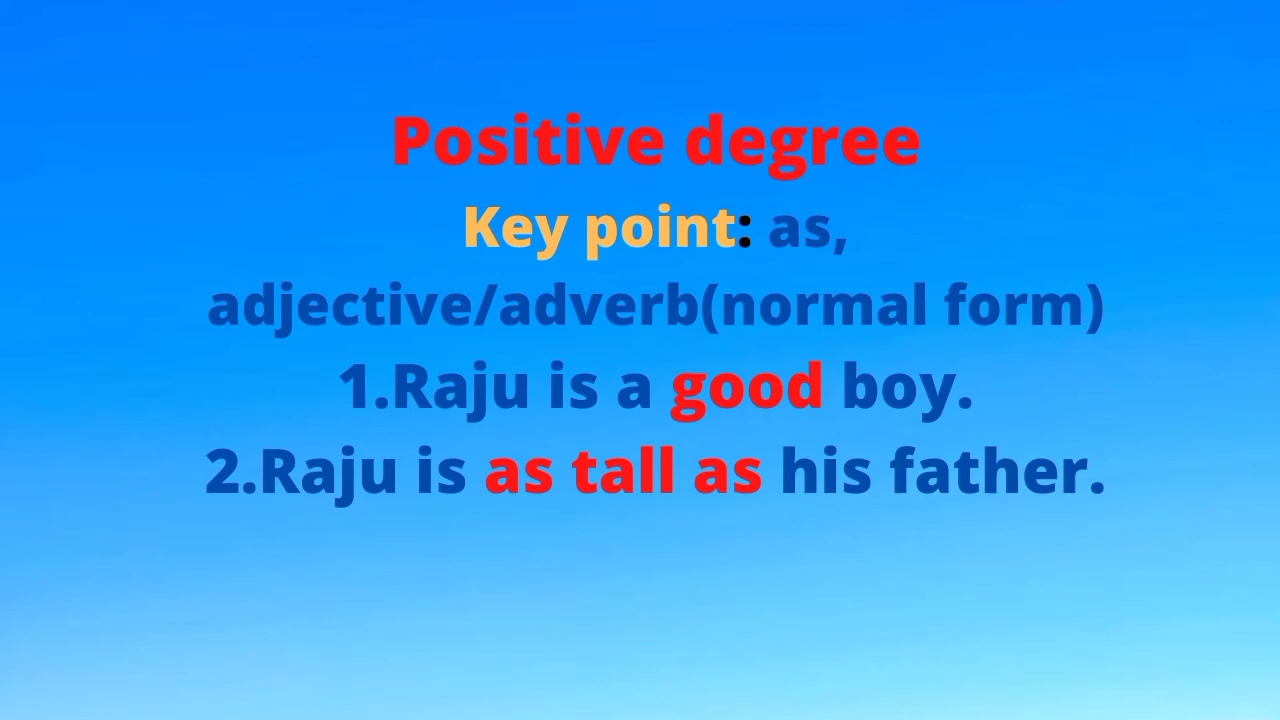 Positive degree
Key point: as,
adjective/adverb(normal form)
1.Raju is a good boy.
2.Raju is as tall as his father.